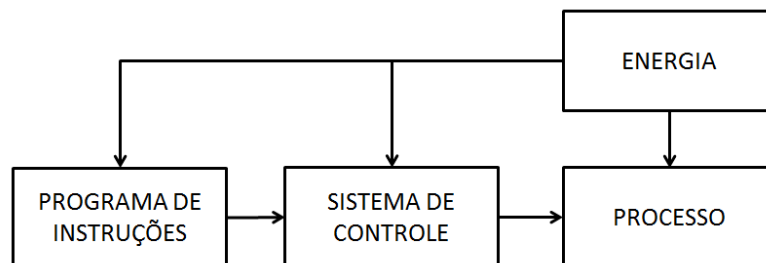 ENERGIA
PROGRAMA DE
INSTRUÇÕES
SISTEMA DE
CONTROLE
PROCESSO